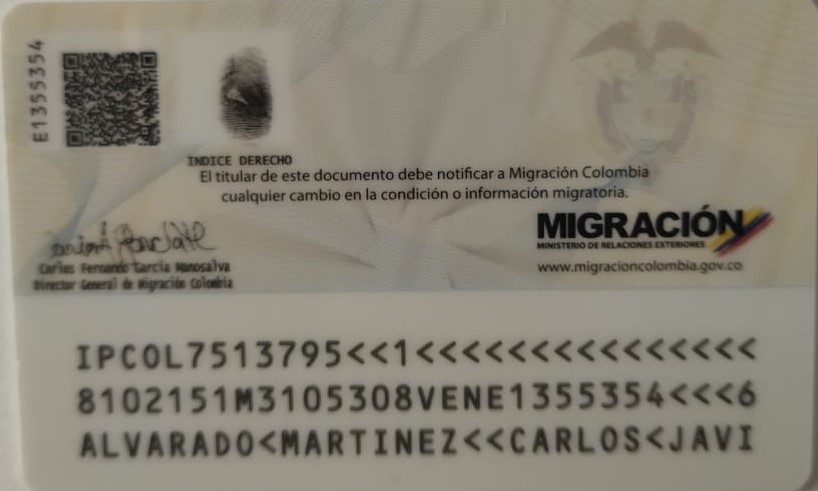 E1355354
INDICE DERECHO
El titular de este documento debe notificar a Migración Colombia
cualquier cambio en la condición o información migratoria.
MIGRACIÓN
MINISTERIO DE RELACIONES EXTERIORES
www.migracioncolombia.gov.co
Carlos Fernando García Manosalva
Director General de Migración Colombia
IPCOL7513795<<1<<<<<<<<<<<<<<<
8102151M3105308VENE1355354<<<6
ALVARADO<MARTINEZ<<CARLOS<JAVI